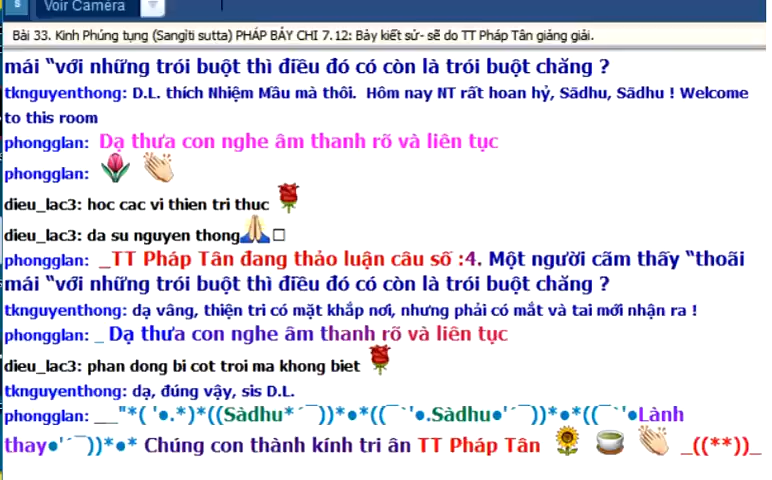 s Voir Caméra
Bài 33. Kinh Phúng tụng (Sangìti sutta) PHÁP BẢY CHI 7.12: Bảy kiết sử- sẽ do TT Pháp Tân giảng giải.
mái “với những trói buột thì điều đó có còn là trói buột chăng ?
tknguyenthong: D.L. thích Nhiệm Mầu mà thôi. Hôm nay NT rất hoan hỷ, Sādhu, Sādhu ! Welcome
to this room
phongglan: Dạ thưa con nghe âm thanh rõ và liên tục
phongglan: 🌷 👏
dieu_lac3: hoc cac vi thien tri thuc 🌹
dieu_lac3: da su nguyen thong🙏□
phongglan: _TT Pháp Tân đang thảo luận câu số :4. Một người cãm thấy “thoãi
mái “với những trói buột thì điều đó có còn là trói buột chăng ?
tknguyenthong: dạ vâng, thiện tri có mặt khắp nơi, nhưng phải có mắt và tai mới nhận ra !
phongglan: _ Dạ thưa con nghe âm thanh rõ và liên tục
dieu_lac3: phan dong bi cot troi ma khong biet 🌹
tknguyenthong: dạ, đúng vậy, sis D.L.
phongglan: __"*( '●.*)*((Sàdhu*´¯))*●*((¯`'●.Sàdhu●'´¯))*●*((¯`'●Lành
thay●'´¯))*●* Chúng con thành kính tri ân TT Pháp Tân 🌻 🍵 👏 _((**))_